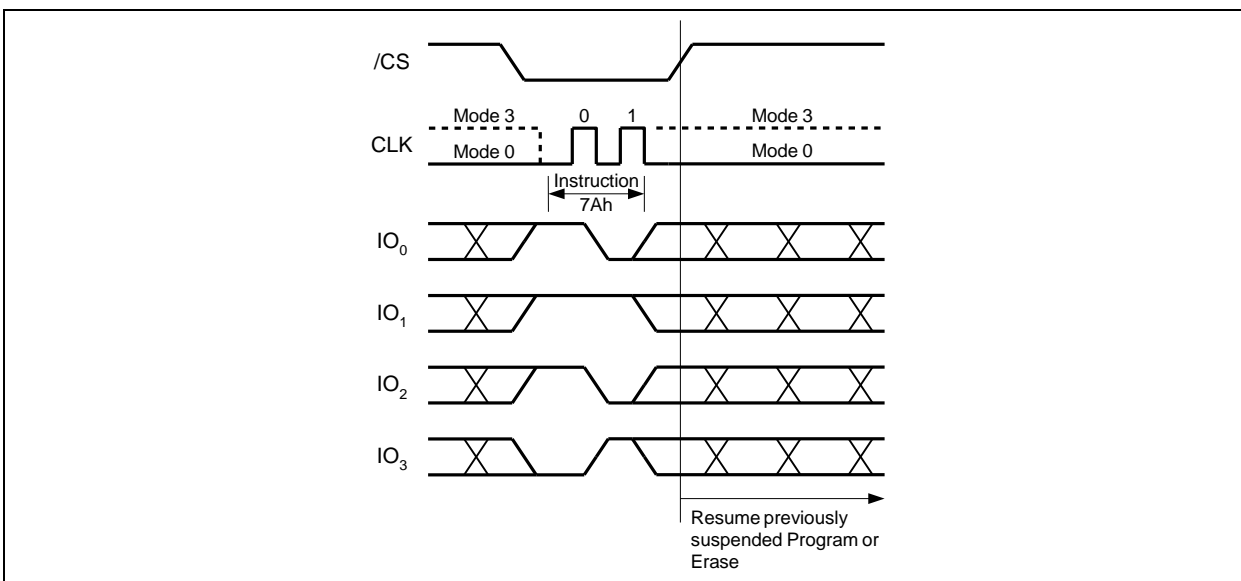 /CS
Mode 3 0 1 Mode 3
CLK
Mode 0 Mode 0
Instruction
7Ah
IO0
IO1
IO2
IO3
Resume previously
suspended Program or
Erase